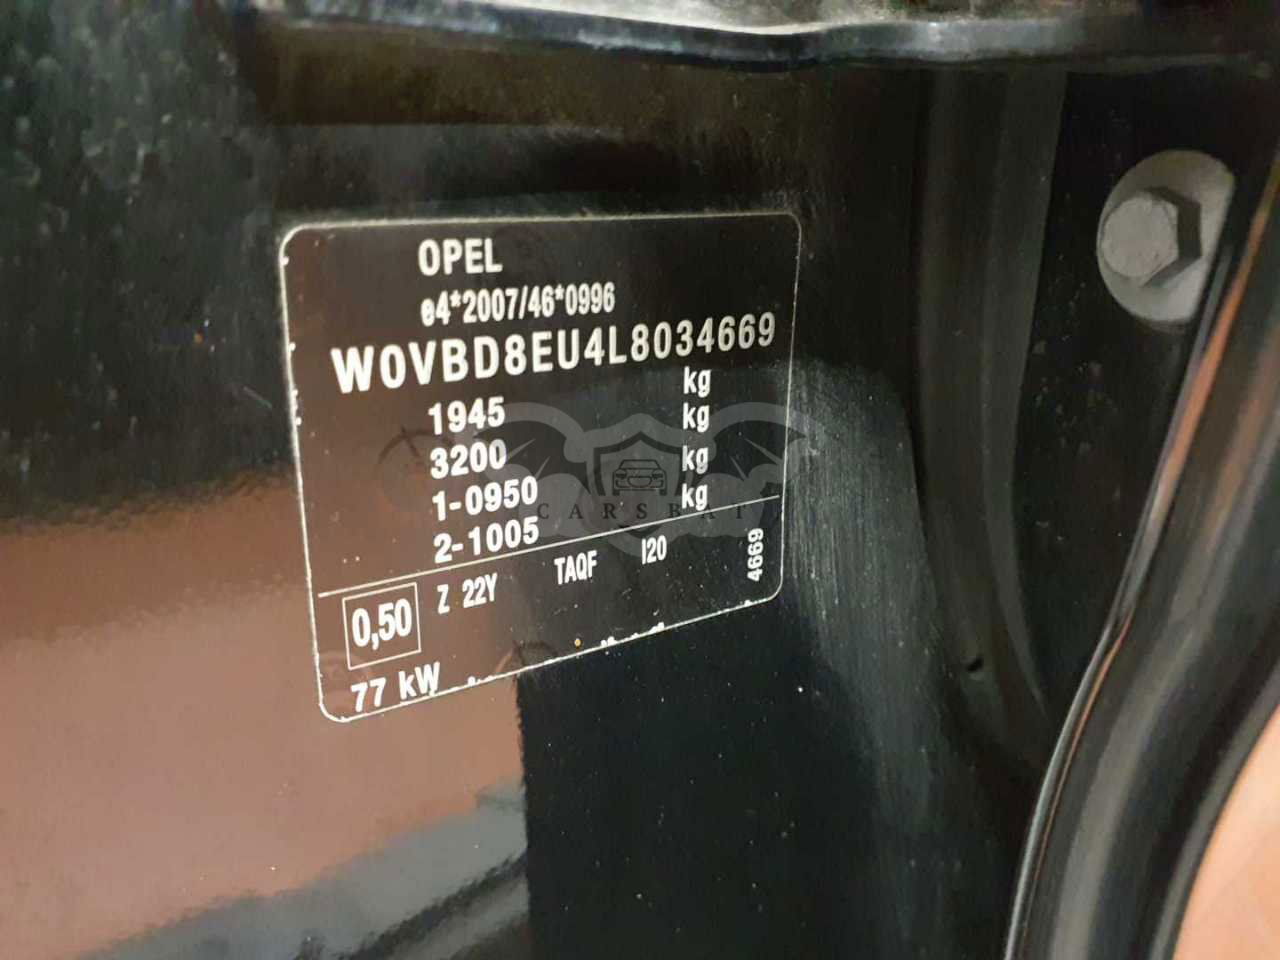 OPEL
e4*2007/46*0996
W0VBD8EU4L8034669
1945 kg
3200 kg
1-0950 kg
2-1005 kg
0,50 Z 22Y TAQF I20 4669
77 kW
CARSBAT